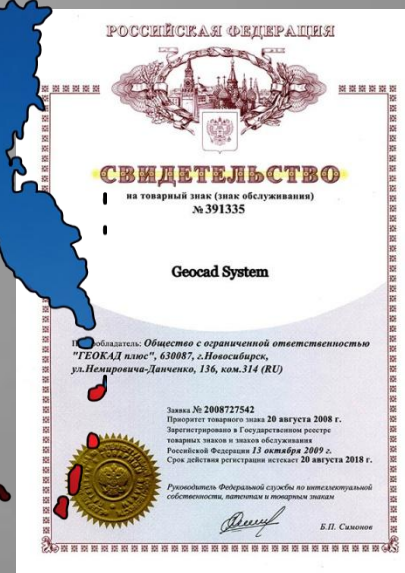 РОССИЙСКАЯ ФЕДЕРАЦИЯ
СВИДЕТЕЛЬСТВО
на товарный знак (знак обслуживания)
№ 391335
Geocad System
обладатель: Общество с ограниченной ответственностью
"ГЕОКАД плюс", 630087, г.Новосибирск,
ул.Немировича-Данченко, 136, ком.314 (RU)
Заявка № 2008727542
Приоритет товарного знака 20 августа 2008 г.
Зарегистрировано в Государственном реестре
товарных знаков и знаков обслуживания
Российской Федерации 13 октября 2009 г.
Срок действия регистрации истекает 20 августа 2018 г.
Руководитель Федеральной службы по интеллектуальной
собственности, патентам и товарным знакам
Б.П. Симонов